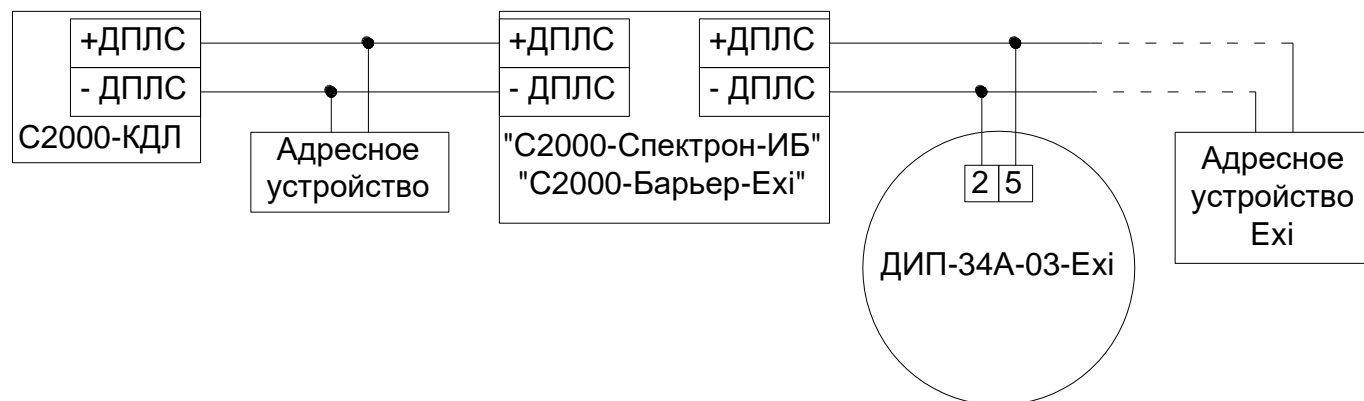 +ДПЛС
- ДПЛС
С2000-КДЛ
Адресное
устройство
+ДПЛС
- ДПЛС
+ДПЛС
- ДПЛС
"С2000-Спектрон-ИБ"
"С2000-Барьер-Exi"
2 5
ДИП-34А-03-Exi
Адресное
устройство
Exi